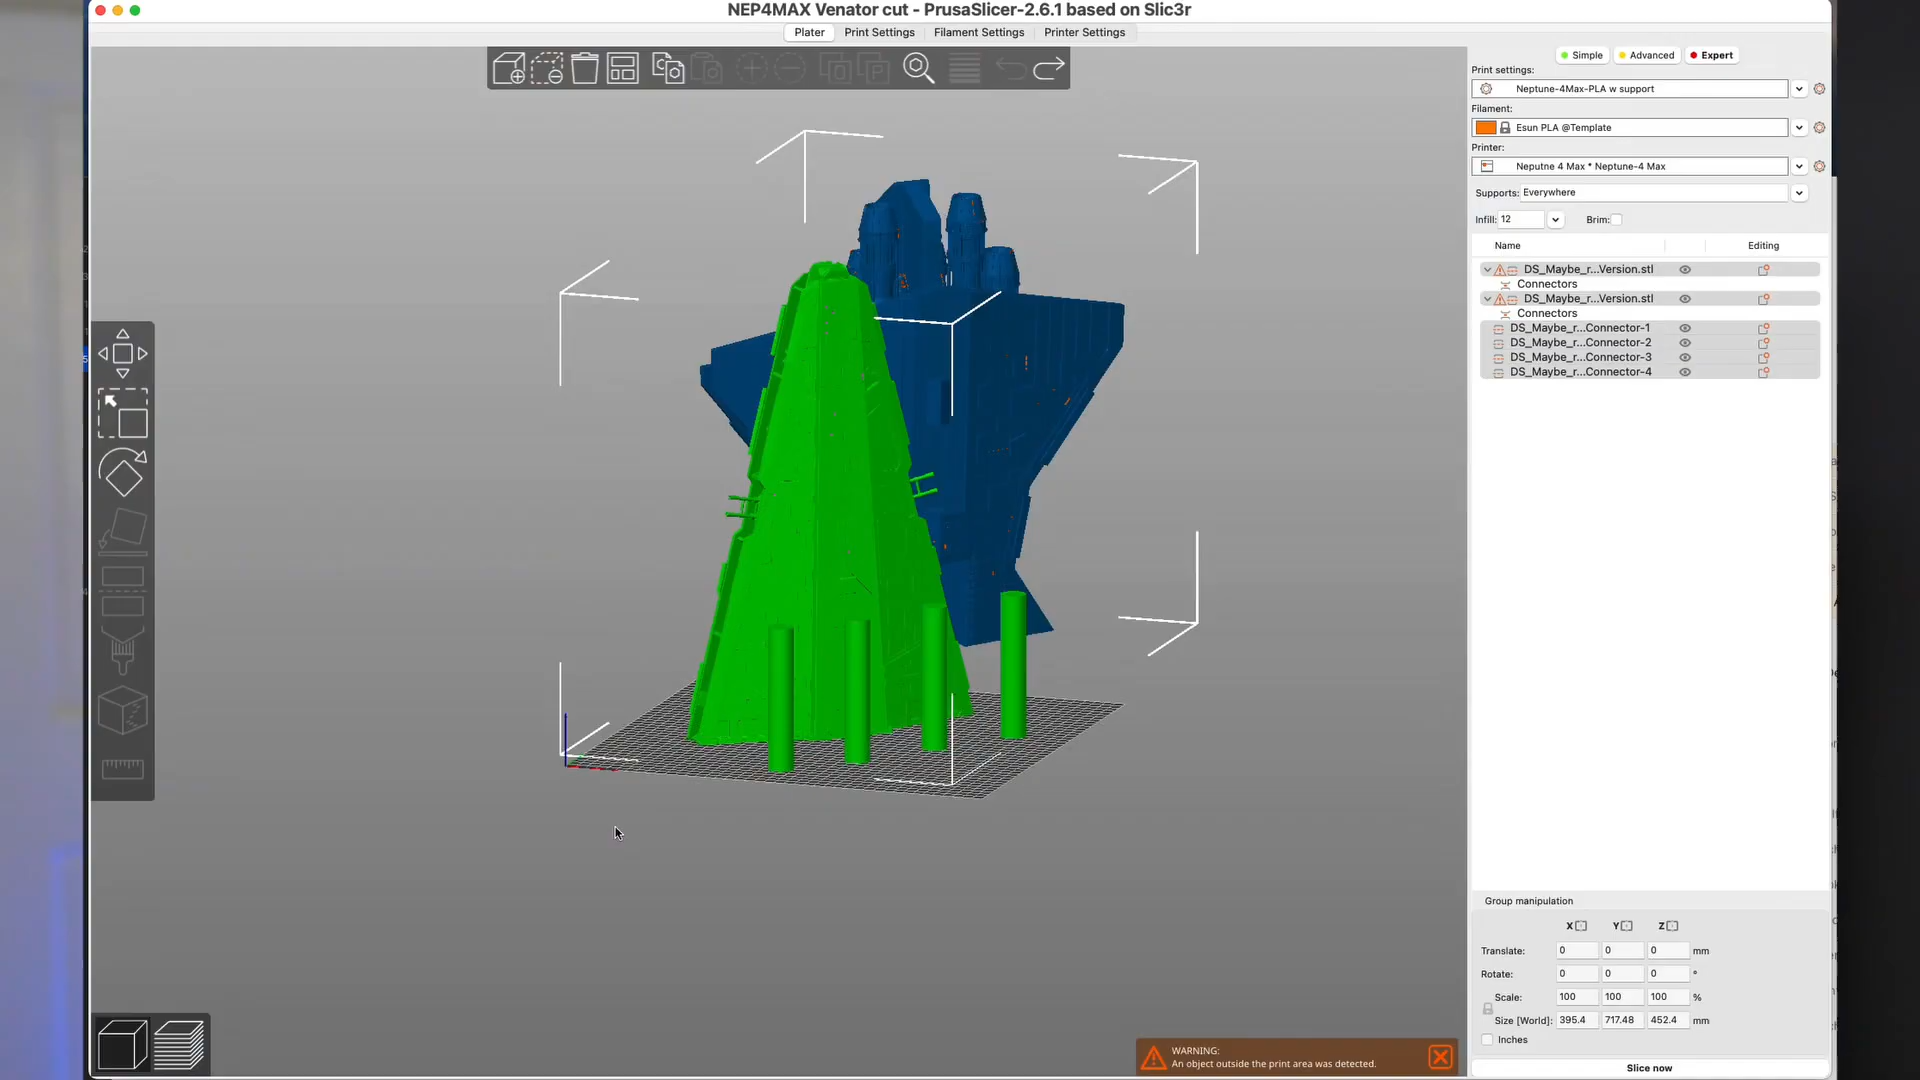 NEP4MAX Venator cut - PrusaSlicer-2.6.1 based on Slic3r
Plater
Print Settings
Filament Settings
Printer Settings
Simple
Advanced
Expert
Print settings:
Neptune-4Max-PLA w support
Filament:
Esun PLA @Template
Printer:
Neputne 4 Max * Neptune-4 Max
Supports: Everywhere
Infill: 12
Brim:
Name
Editing
DS_Maybe_r...Version.stl
Connectors
DS_Maybe_r...Version.stl
Connectors
DS_Maybe_r...Connector-1
DS_Maybe_r...Connector-2
DS_Maybe_r...Connector-3
DS_Maybe_r...Connector-4
Group manipulation
X Y Z
Translate: 0 0 0 mm
Rotate: 0 0 0 °
Scale: 100 100 100 %
Size [World]: 395.4 717.48 452.4 mm
Inches
Slice now
WARNING:
An object outside the print area was detected.